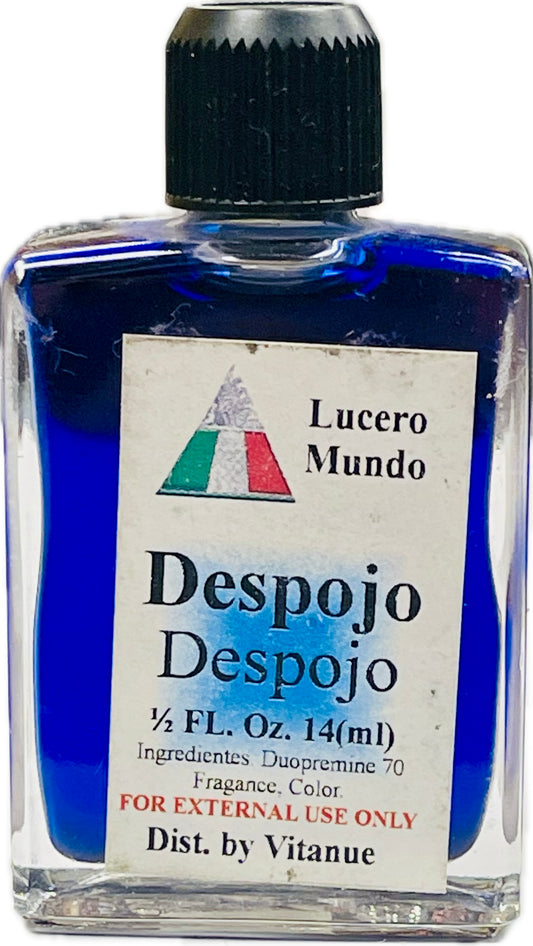 Lucero
Mundo
Despojo
Despojo
½ FL. Oz. 14(ml)
Ingredientes. Duopremine 70
Fragance, Color.
FOR EXTERNAL USE ONLY
Dist. by Vitanue